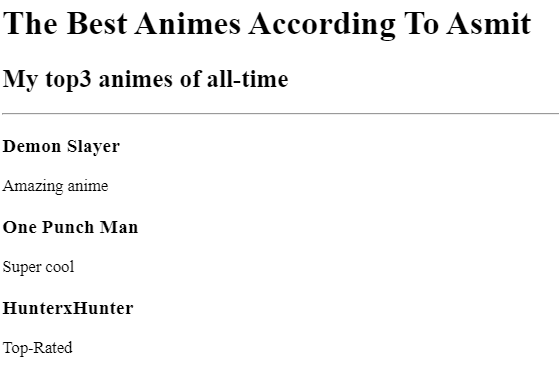 The Best Animes According To Asmit
My top3 animes of all-time
Demon Slayer
Amazing anime
One Punch Man
Super cool
HunterxHunter
Top-Rated